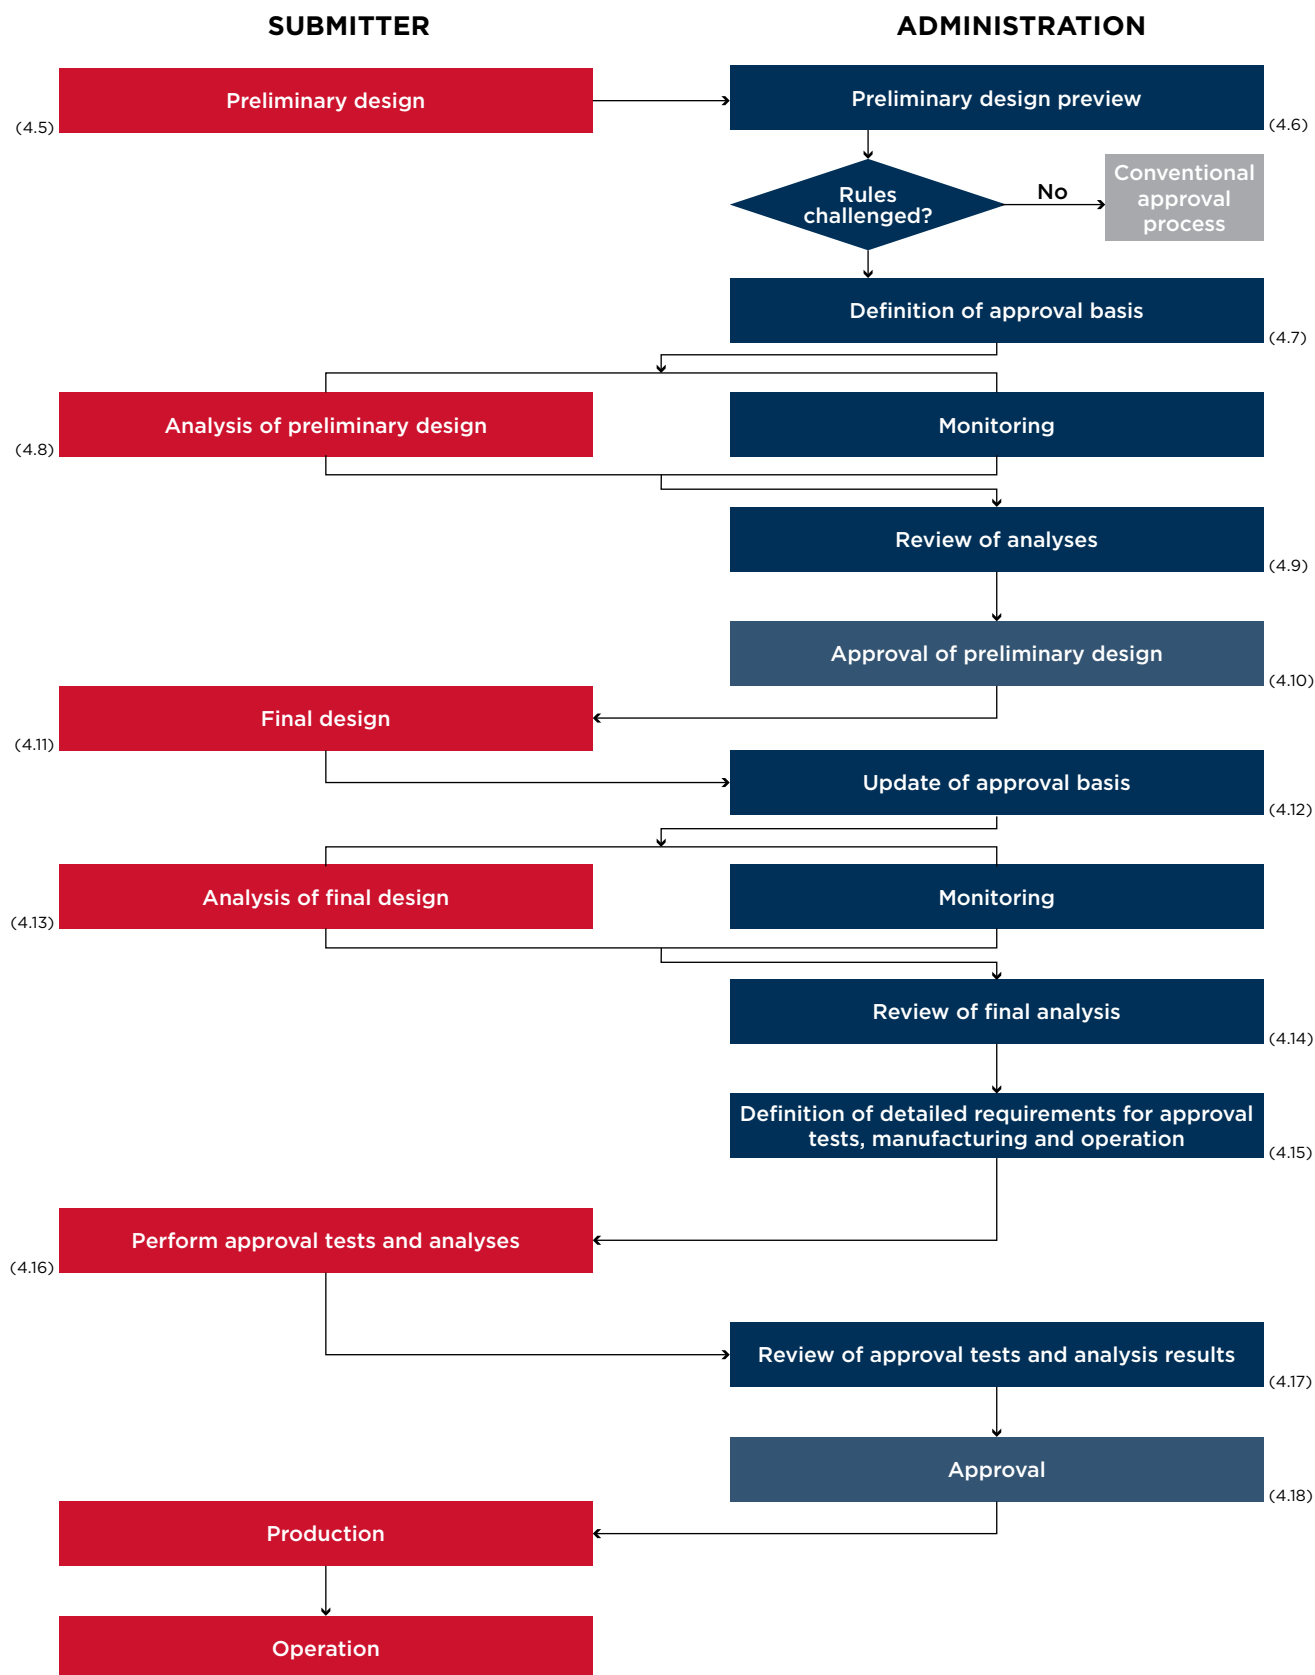 SUBMITTER
ADMINISTRATION
Preliminary design
(4.5)
Preliminary design preview
(4.6)
Rules
challenged?
No
Conventional
approval
process
Definition of approval basis
(4.7)
Analysis of preliminary design
(4.8)
Monitoring
Review of analyses
(4.9)
Approval of preliminary design
(4.10)
Final design
(4.11)
Update of approval basis
(4.12)
Analysis of final design
(4.13)
Monitoring
Review of final analysis
(4.14)
Definition of detailed requirements for approval
tests, manufacturing and operation
(4.15)
Perform approval tests and analyses
(4.16)
Review of approval tests and analysis results
(4.17)
Approval
(4.18)
Production
Operation